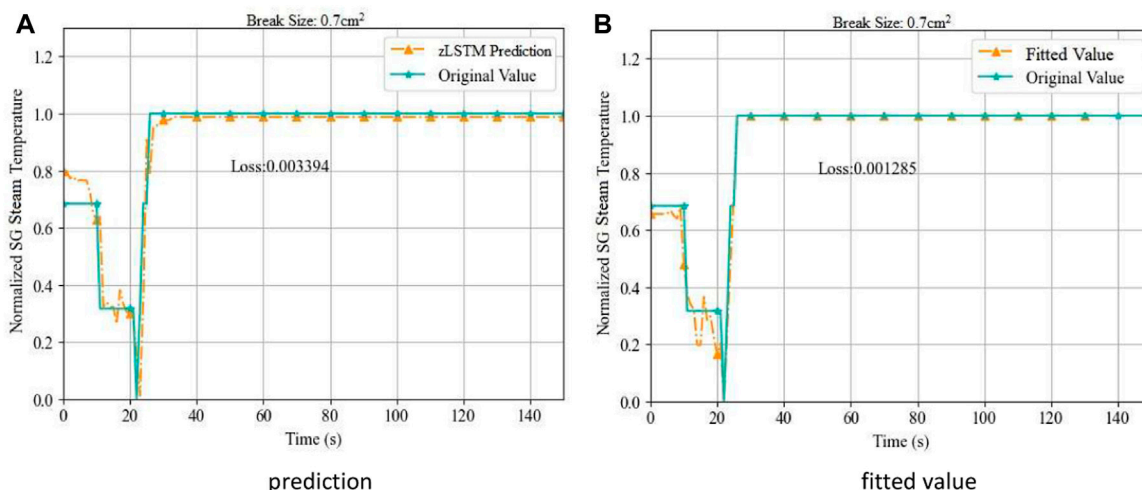 A
Break Size: 0.7cm²
zLSTM Prediction
Original Value
Loss:0.003394
Normalized SG Steam Temperature
1.2
1.0
0.8
0.6
0.4
0.2
0.0
0 20 40 60 80 100 120 140
Time (s)
prediction
B
Break Size: 0.7cm²
Fitted Value
Original Value
Loss:0.001285
Normalized SG Steam Temperature
1.2
1.0
0.8
0.6
0.4
0.2
0.0
0 20 40 60 80 100 120 140
Time (s)
fitted value